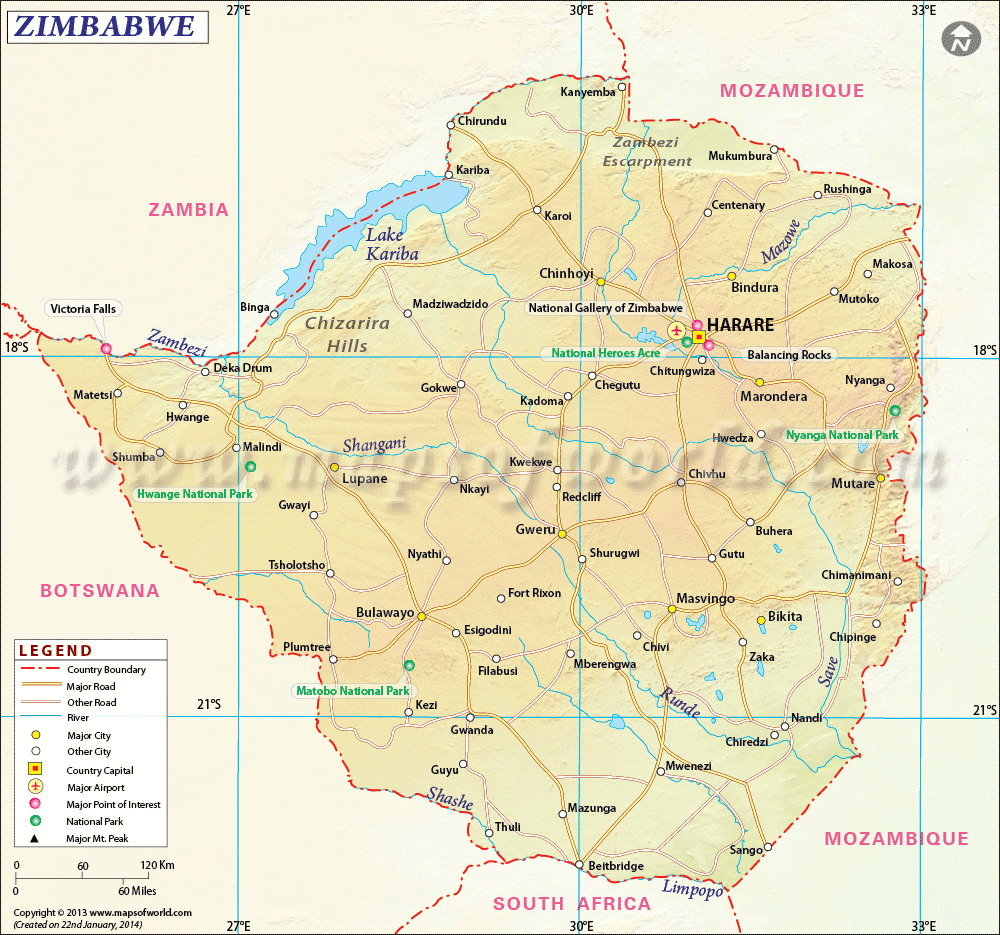 ZIMBABWE
27°E
30°E
33°E
N
MOZAMBIQUE
Kanyemba
Chirundu
Zambezi
Escarpment
Mukumbura
Kariba
Rushinga
ZAMBIA
Centenary
Karoi
Mazowe
Lake
Kariba
Makosa
Chinhoyi
Bindura
Mutoko
Binga
Madziwadzido
National Gallery of Zimbabwe
Victoria Falls
Chizarira
Hills
HARARE
Zambezi
18°S
18°S
National Heroes Acre
Balancing Rocks
Deka Drum
Chitungwiza
Nyanga
Matetsi
Gokwe
Chegutu
Kadoma
Marondera
Hwange
Hwedza
Nyanga National Park
Malindi
Shangani
www.mapsofworld.com
Shumba
Kwekwe
Chivhu
Lupane
Mutare
Nkayi
Redcliff
Hwange National Park
Gwayi
Gweru
Buhera
Nyathi
Shurugwi
Gutu
Tsholotsho
Chimanimani
BOTSWANA
Fort Rixon
Masvingo
Bulawayo
Bikita
Esigodini
Chipinge
Plumtree
Chivi
Filabusi
Mberengwa
Zaka
Save
Matobo National Park
Runde
21°S
21°S
Kezi
Nandi
Gwanda
Chiredzi
Guyu
Mwenezi
Shashe
Mazunga
Thuli
MOZAMBIQUE
Sango
Beitbridge
Limpopo
SOUTH AFRICA
LEGEND
Country Boundary
Major Road
Other Road
River
Major City
Other City
Country Capital
Major Airport
Major Point of Interest
National Park
Major Mt. Peak
0 60 120 Km
0 60 Miles
Copyright © 2013 www.mapsofworld.com
(Created on 22nd January, 2014)
27°E
30°E
33°E